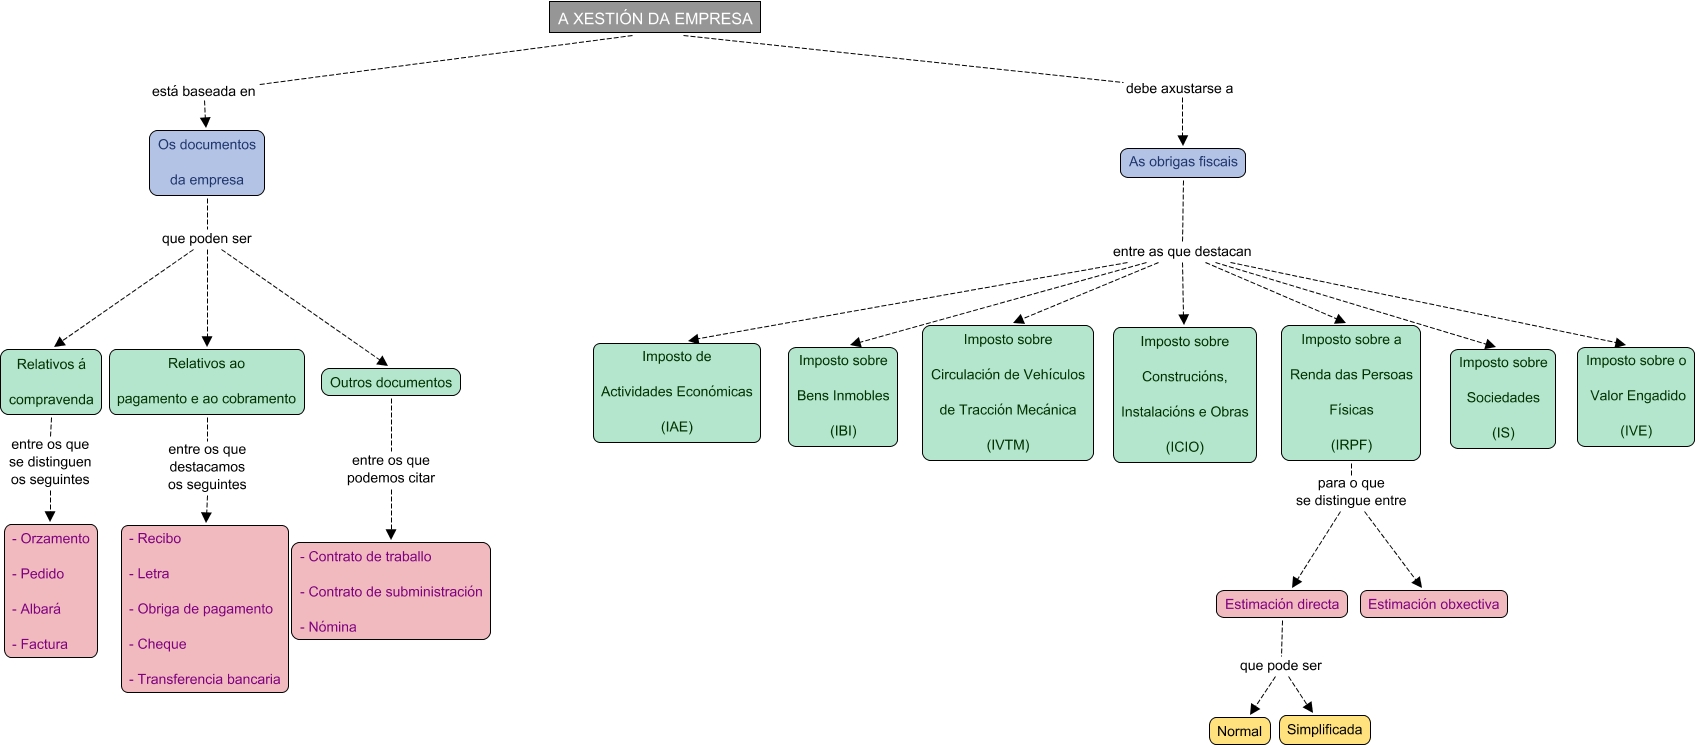 A XESTIÓN DA EMPRESA
está baseada en
debe axustarse a
Os documentos
da empresa
As obrigas fiscais
que poden ser
entre as que destacan
Relativos á
compravenda
Relativos ao
pagamento e ao cobramento
Outros documentos
Imposto de
Actividades Económicas
(IAE)
Imposto sobre
Bens Inmobles
(IBI)
Imposto sobre
Circulación de Vehículos
de Tracción Mecánica
(IVTM)
Imposto sobre
Construcións,
Instalacións e Obras
(ICIO)
Imposto sobre a
Renda das Persoas
Físicas
(IRPF)
Imposto sobre
Sociedades
(IS)
Imposto sobre o
Valor Engadido
(IVE)
entre os que
se distinguen
os seguintes
entre os que
destacamos
os seguintes
entre os que
podemos citar
para o que
se distingue entre
- Orzamento
- Pedido
- Albará
- Factura
- Recibo
- Letra
- Obriga de pagamento
- Cheque
- Transferencia bancaria
- Contrato de traballo
- Contrato de subministración
- Nómina
Estimación directa
Estimación obxectiva
que pode ser
Normal
Simplificada